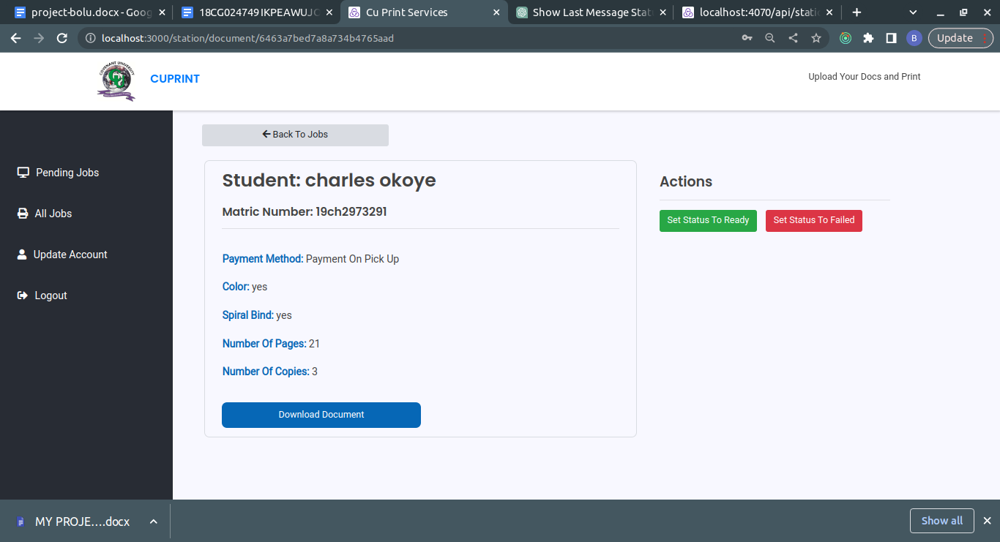 project-bolu.docx - Goog
18CG024749 IKPEAWUJO
Cu Print Services
Show Last Message Stat
localhost:4070/api/stati
localhost:3000/station/document/6463a7bed7a8a734b4765aad
B
Update
COVENANT UNIVERSITY
CUPRINT
Upload Your Docs and Print
Pending Jobs
All Jobs
Update Account
Logout
Back To Jobs
Student: charles okoye
Matric Number: 19ch2973291
Payment Method: Payment On Pick Up
Color: yes
Spiral Bind: yes
Number Of Pages: 21
Number Of Copies: 3
Download Document
Actions
Set Status To Ready
Set Status To Failed
MY PROJE....docx
Show all